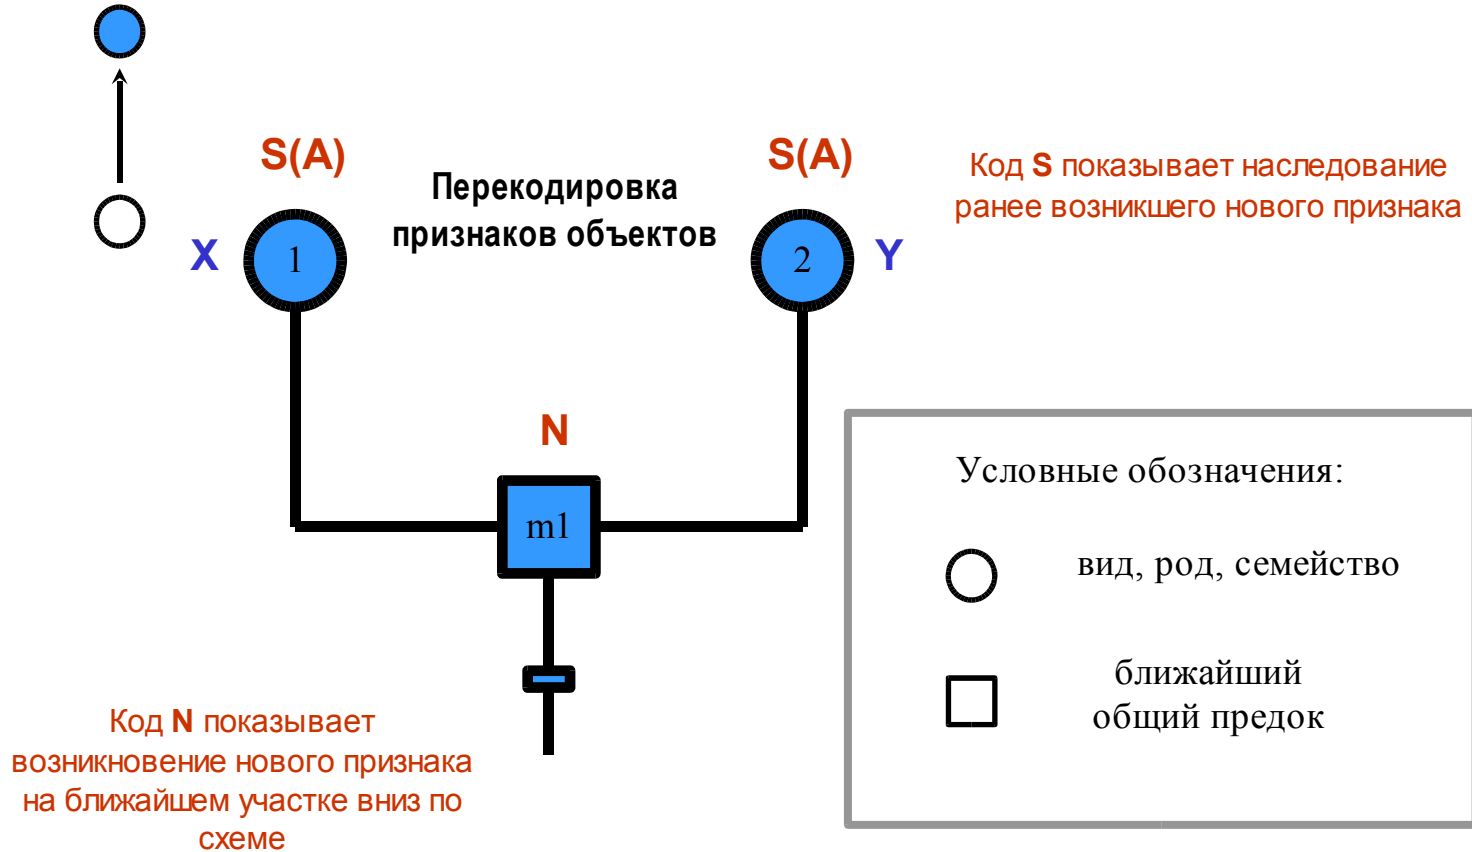 S(A)
S(A)
Перекодировка
признаков объектов
Код S показывает наследование
ранее возникшего нового признака
X
1
2
Y
N
m1
Условные обозначения:
вид, род, семейство
ближайший
общий предок
Код N показывает
возникновение нового признака
на ближайшем участке вниз по
схеме